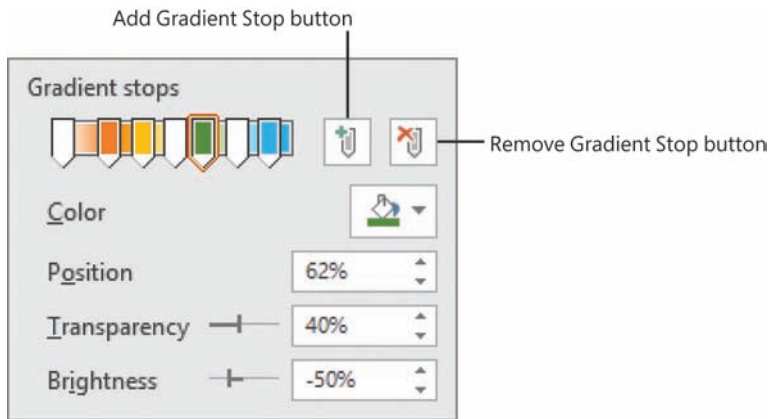 Add Gradient Stop button
Gradient stops
Remove Gradient Stop button
Color
Position 62%
Transparency 40%
Brightness -50%